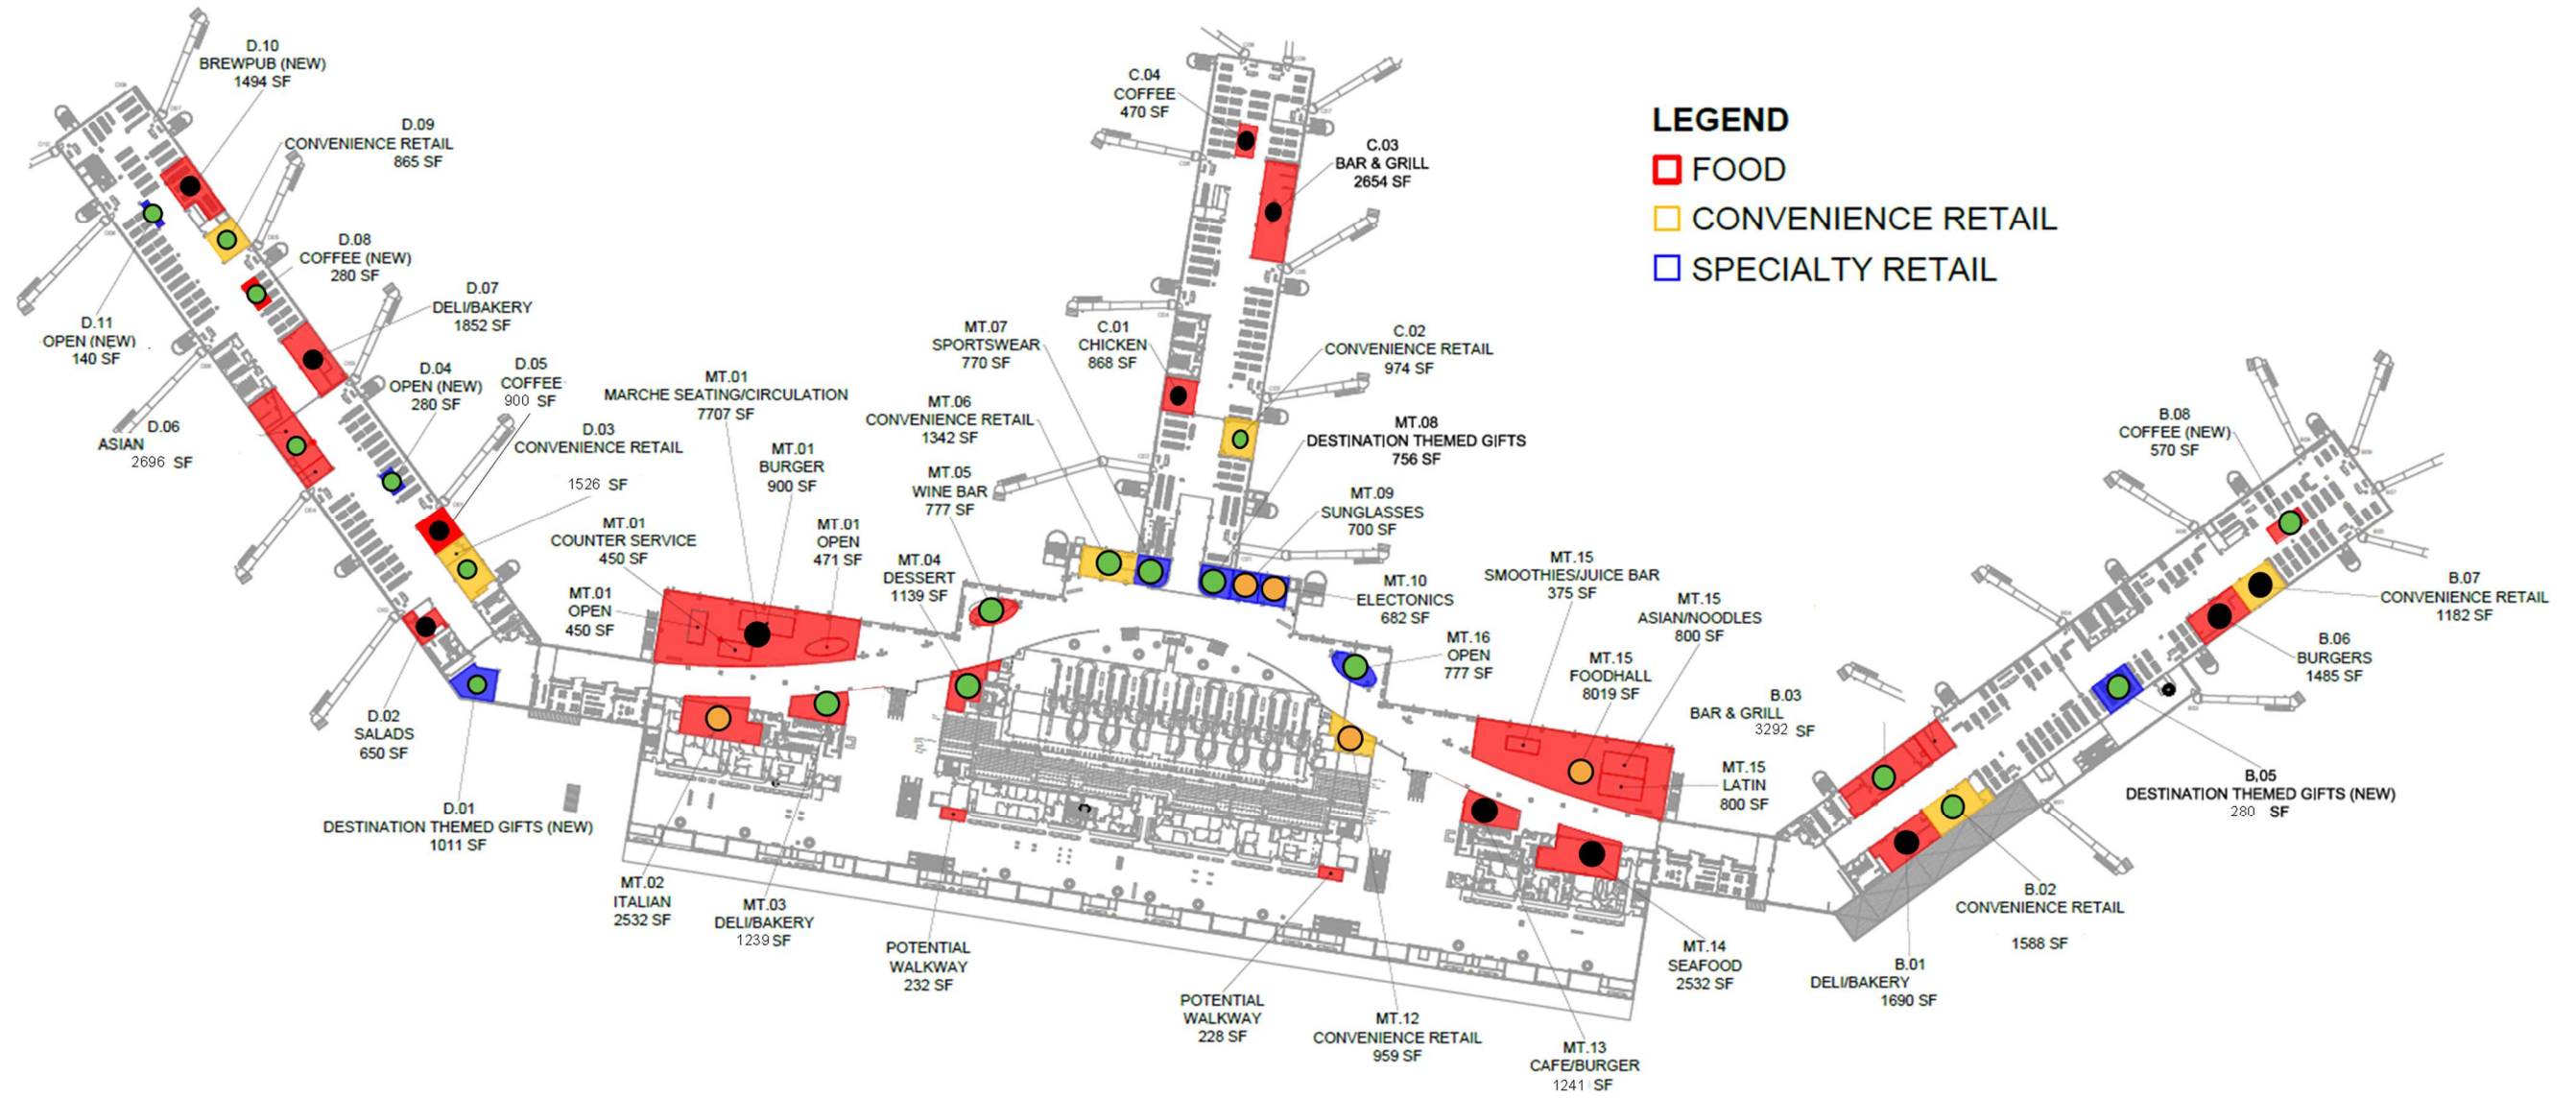 D.10
BREWPUB (NEW)
1494 SF
D.09
CONVENIENCE RETAIL
865 SF
D.08
COFFEE (NEW)
280 SF
D.07
DELI/BAKERY
1852 SF
D.11
OPEN (NEW)
140 SF
D.04
OPEN (NEW)
280 SF
D.05
COFFEE
900 SF
D.06
ASIAN
2696 SF
D.03
CONVENIENCE RETAIL
1526 SF
D.02
SALADS
650 SF
D.01
DESTINATION THEMED GIFTS (NEW)
1011 SF
MT.01
MARCHE SEATING/CIRCULATION
7707 SF
MT.01
BURGER
900 SF
MT.01
COUNTER SERVICE
450 SF
MT.01
OPEN
471 SF
MT.01
OPEN
450 SF
MT.02
ITALIAN
2532 SF
MT.03
DELI/BAKERY
1239 SF
MT.04
DESSERT
1139 SF
MT.05
WINE BAR
777 SF
MT.06
CONVENIENCE RETAIL
1342 SF
MT.07
SPORTSWEAR
770 SF
C.04
COFFEE
470 SF
C.03
BAR & GRILL
2654 SF
C.01
CHICKEN
868 SF
C.02
CONVENIENCE RETAIL
974 SF
MT.08
DESTINATION THEMED GIFTS
756 SF
MT.09
SUNGLASSES
700 SF
MT.10
ELECTONICS
682 SF
MT.16
OPEN
777 SF
MT.15
SMOOTHIES/JUICE BAR
375 SF
MT.15
ASIAN/NOODLES
800 SF
MT.15
FOODHALL
8019 SF
MT.15
LATIN
800 SF
POTENTIAL
WALKWAY
232 SF
POTENTIAL
WALKWAY
228 SF
MT.12
CONVENIENCE RETAIL
959 SF
MT.13
CAFE/BURGER
1241 SF
MT.14
SEAFOOD
2532 SF
B.03
BAR & GRILL
3292 SF
B.08
COFFEE (NEW)
570 SF
B.07
CONVENIENCE RETAIL
1182 SF
B.06
BURGERS
1485 SF
B.05
DESTINATION THEMED GIFTS (NEW)
280 SF
B.02
CONVENIENCE RETAIL
1588 SF
B.01
DELI/BAKERY
1690 SF
LEGEND
FOOD
CONVENIENCE RETAIL
SPECIALTY RETAIL